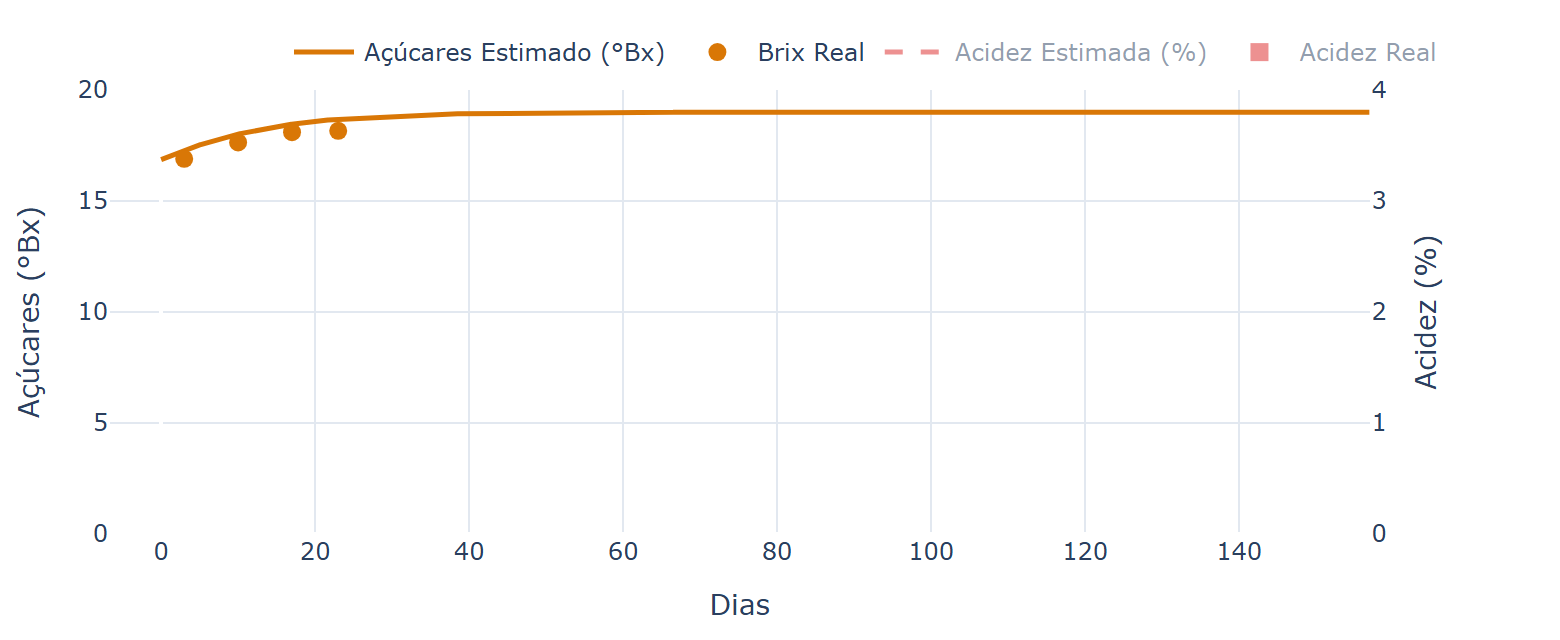 Açúcares Estimado (°Bx) Brix Real Acidez Estimada (%) Acidez Real
20 4
15 3
10 2
5 1
0 0
Açúcares (°Bx)
Acidez (%)
0 20 40 60 80 100 120 140
Dias